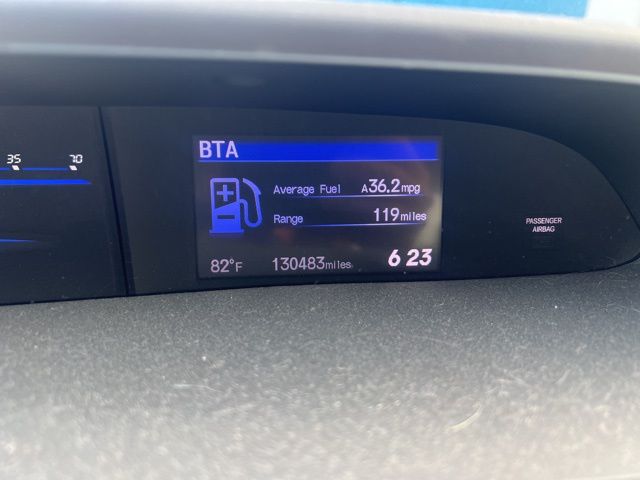 BTA
35 70
Average Fuel A36.2mpg
Range 119miles
82°F 130483miles 6 23
PASSENGER
AIRBAG